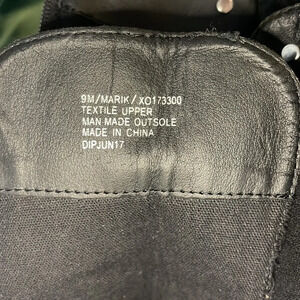 9M/MARIK/XO173300
TEXTILE UPPER
MAN MADE OUTSOLE
MADE IN CHINA
DIPJUN17